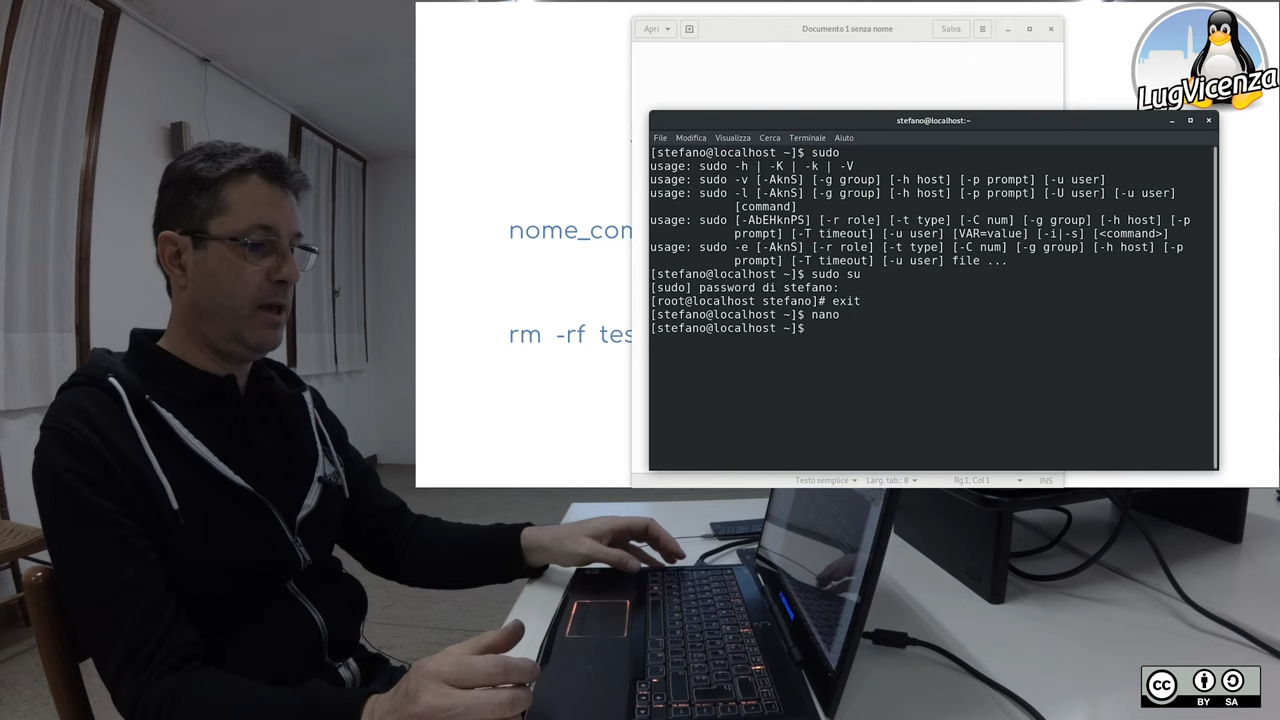 Apri
Documento 1 senza nome
Salva
LugVicenza
stefano@localhost:~
File Modifica Visualizza Cerca Terminale Aiuto
[stefano@localhost ~]$ sudo
usage: sudo -h | -K | -k | -V
usage: sudo -v [-AknS] [-g group] [-h host] [-p prompt] [-u user]
usage: sudo -l [-AknS] [-g group] [-h host] [-p prompt] [-U user] [-u user]
[command]
usage: sudo [-AbEHknPS] [-r role] [-t type] [-C num] [-g group] [-h host] [-p
prompt] [-T timeout] [-u user] [VAR=value] [-i|-s] [<command>]
usage: sudo -e [-AknS] [-r role] [-t type] [-C num] [-g group] [-h host] [-p
prompt] [-T timeout] [-u user] file ...
[stefano@localhost ~]$ sudo su
[sudo] password di stefano:
[root@localhost stefano]# exit
[stefano@localhost ~]$ nano
[stefano@localhost ~]$
nome_com
rm -rf tes
Testo semplice Larg. tab.: 8 Rg 1, Col 1 INS
cc
BY SA